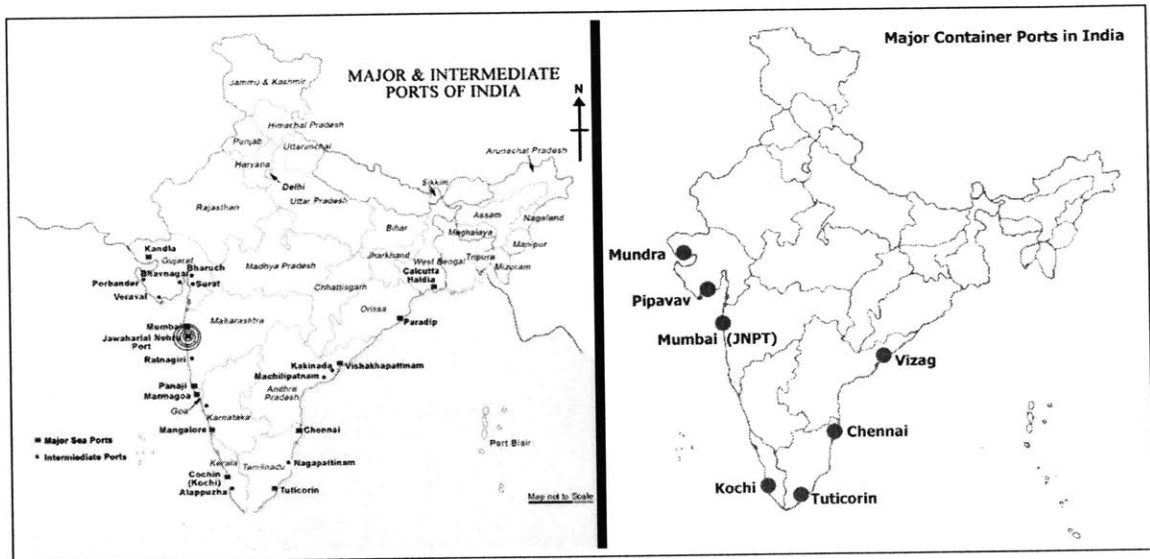 MAJOR & INTERMEDIATE
PORTS OF INDIA
N
Jammu & Kashmir
Himachal Pradesh
Punjab
Uttaranchal
Haryana
Delhi
Arunachal Pradesh
Sikkim
Rajasthan
Uttar Pradesh
Assam
Nagaland
Bihar
Meghalaya
Manipur
Kandla
Gujarat
Bharuch
Bhavnagar
Surat
Porbander
Veraval
Madhya Pradesh
Jharkhand
West Bengal
Tripura
Mizoram
Calcutta
Haldia
Chhattisgarh
Orissa
Paradip
Maharashtra
Mumbai
Jawaharlal Nehru
Port
Ratnagiri
Kakinada
Vishakhapattinam
Machilipatnam
Panaji
Marmagoa
Goa
Andhra
Pradesh
Karnataka
Mangalore
Chennai
Port Blair
Major Sea Ports
Intermiediate Ports
Kerala
Tamilnadu
Nagapattinam
Cochin
(Kochi)
Alappuzha
Tuticorin
Map not to Scale
Major Container Ports in India
Mundra
Pipavav
Mumbai (JNPT)
Vizag
Chennai
Kochi
Tuticorin